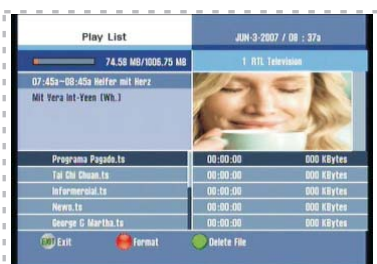 Play List
JUN-3-2007 / 08 : 37a
74.58 MB/1006.75 MB
1 RTL Television
07:45a-08:45a Helfer mit Herz
Mit Vera Int-Veen (Wh.)
Programa Pagado.ts 00:00:00 000 KBytes
Tai Chi Chuan.ts 00:00:00 000 KBytes
Informercial.ts 00:00:00 000 KBytes
News.ts 00:00:00 000 KBytes
George G Martha.ts 00:00:00 000 KBytes
EXIT Exit Format Delete File